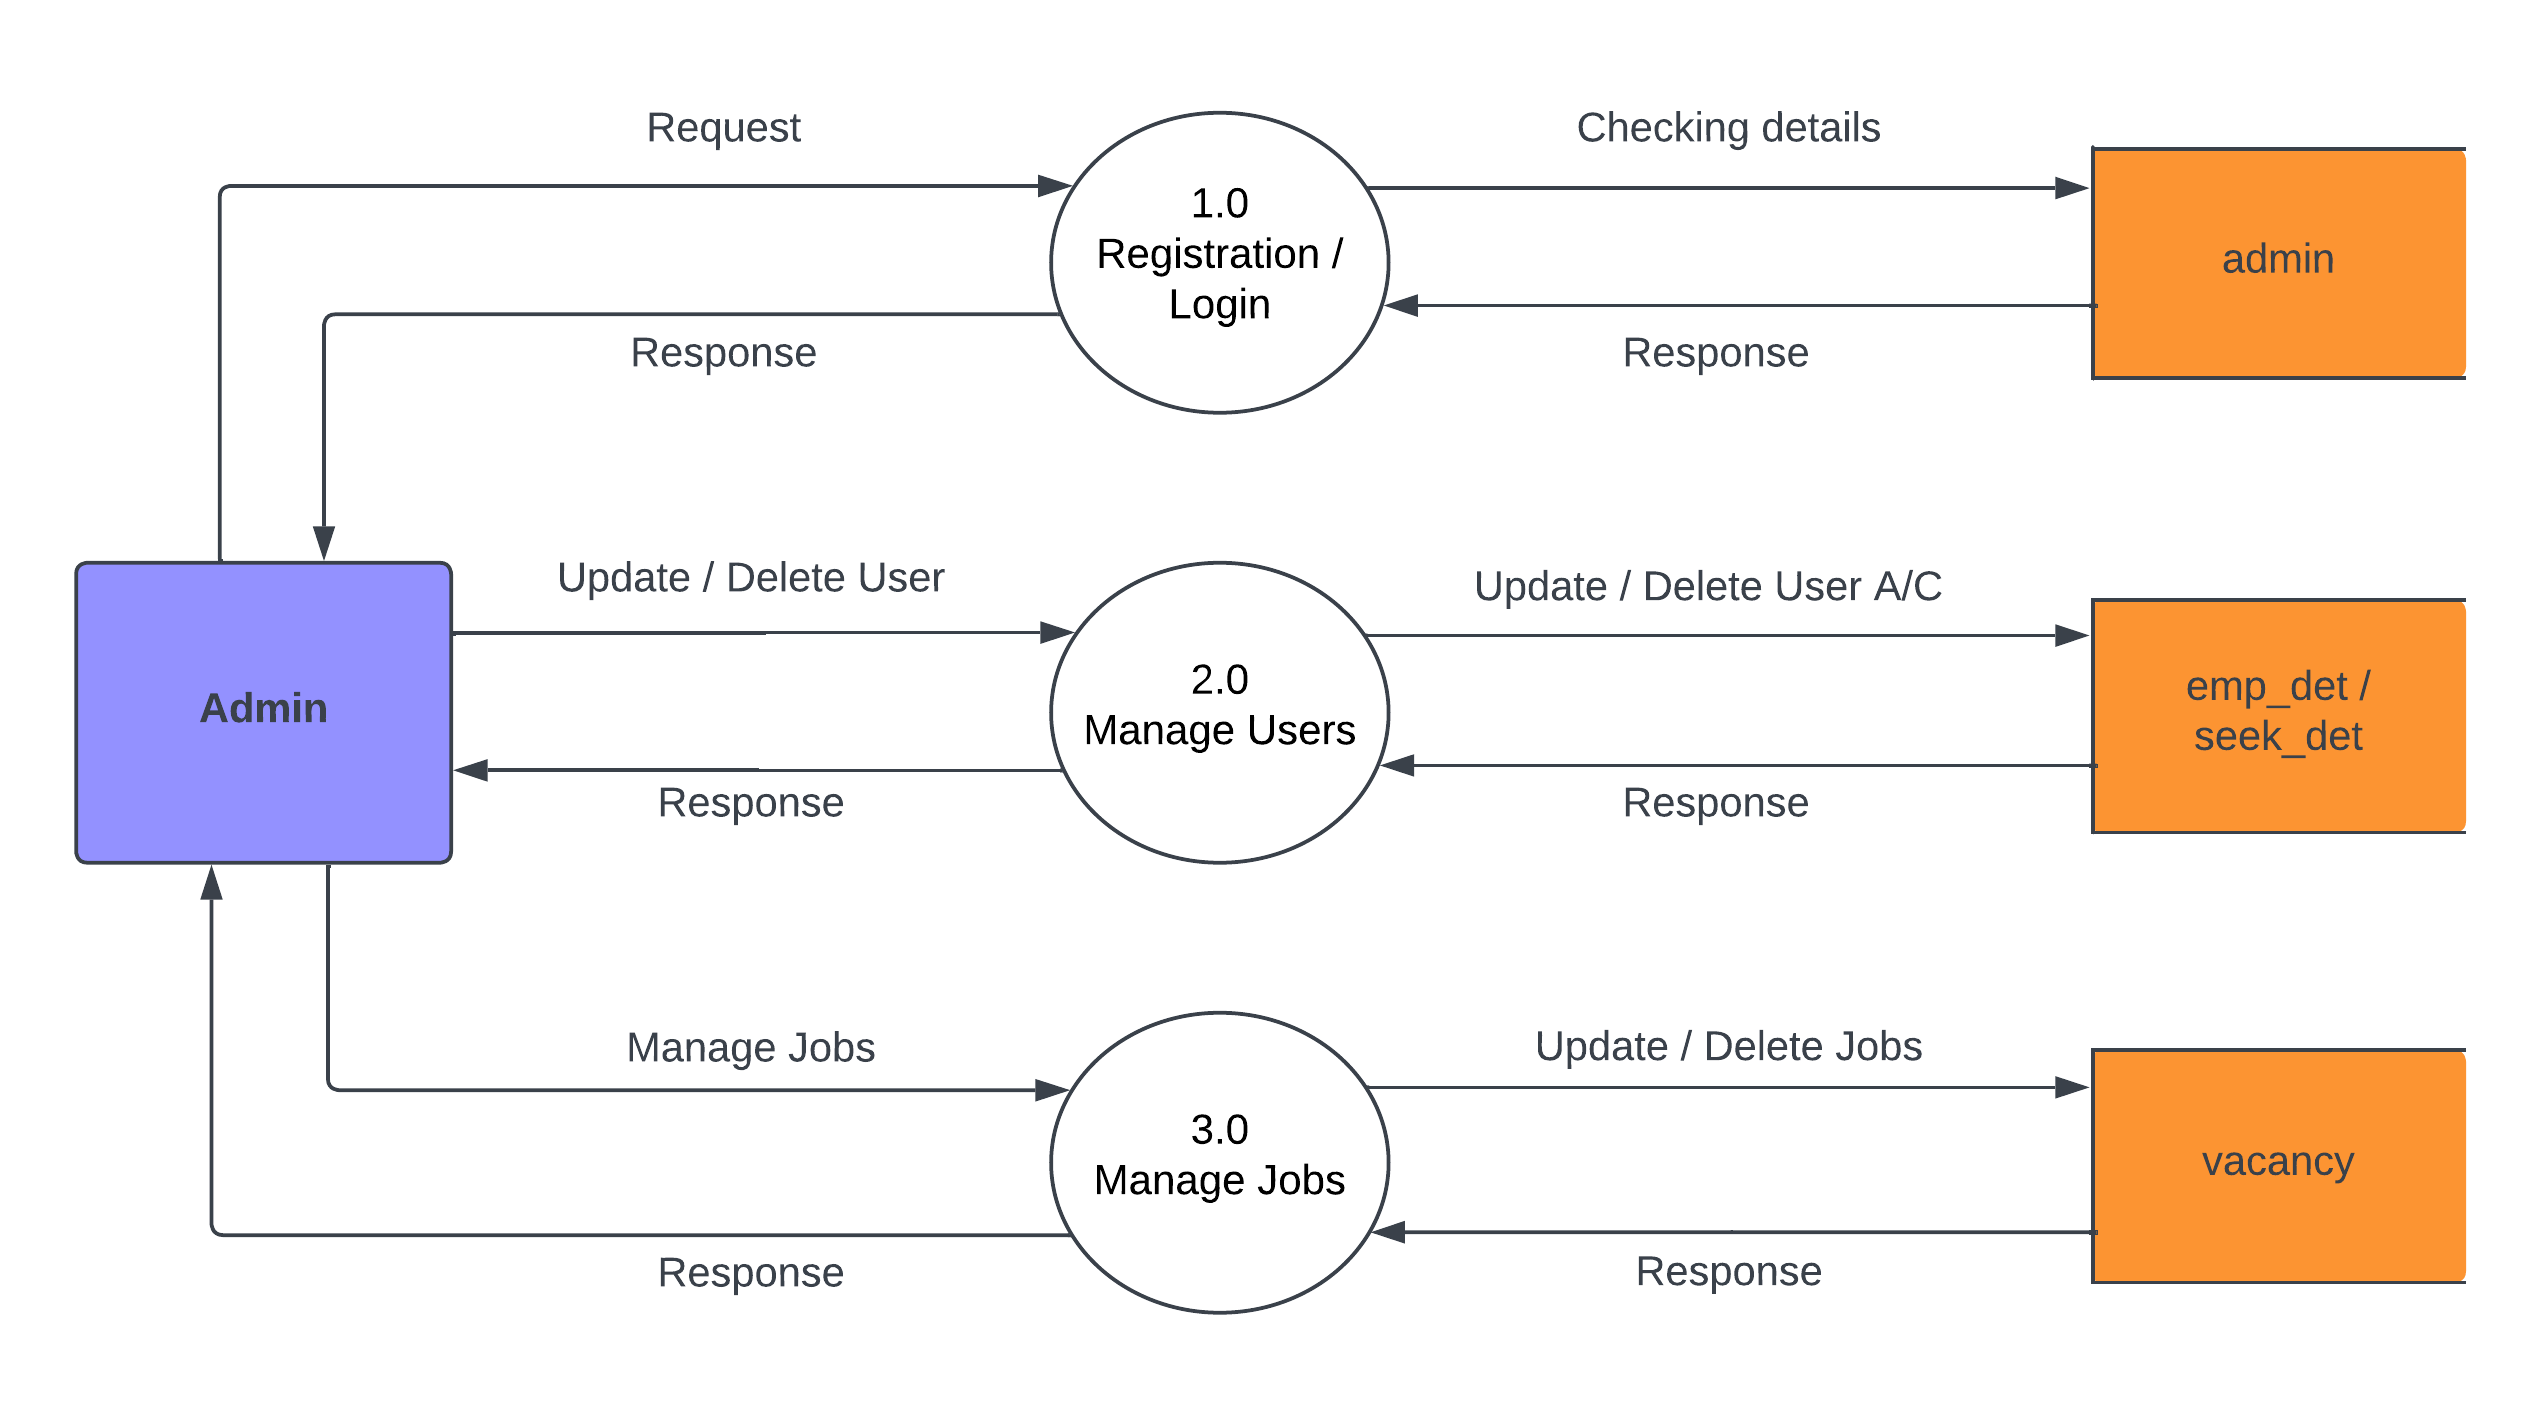 Request
Checking details
1.0
Registration /
Login
admin
Response
Response
Update / Delete User
Update / Delete User A/C
Admin
2.0
Manage Users
emp_det /
seek_det
Response
Response
Manage Jobs
Update / Delete Jobs
3.0
Manage Jobs
vacancy
Response
Response